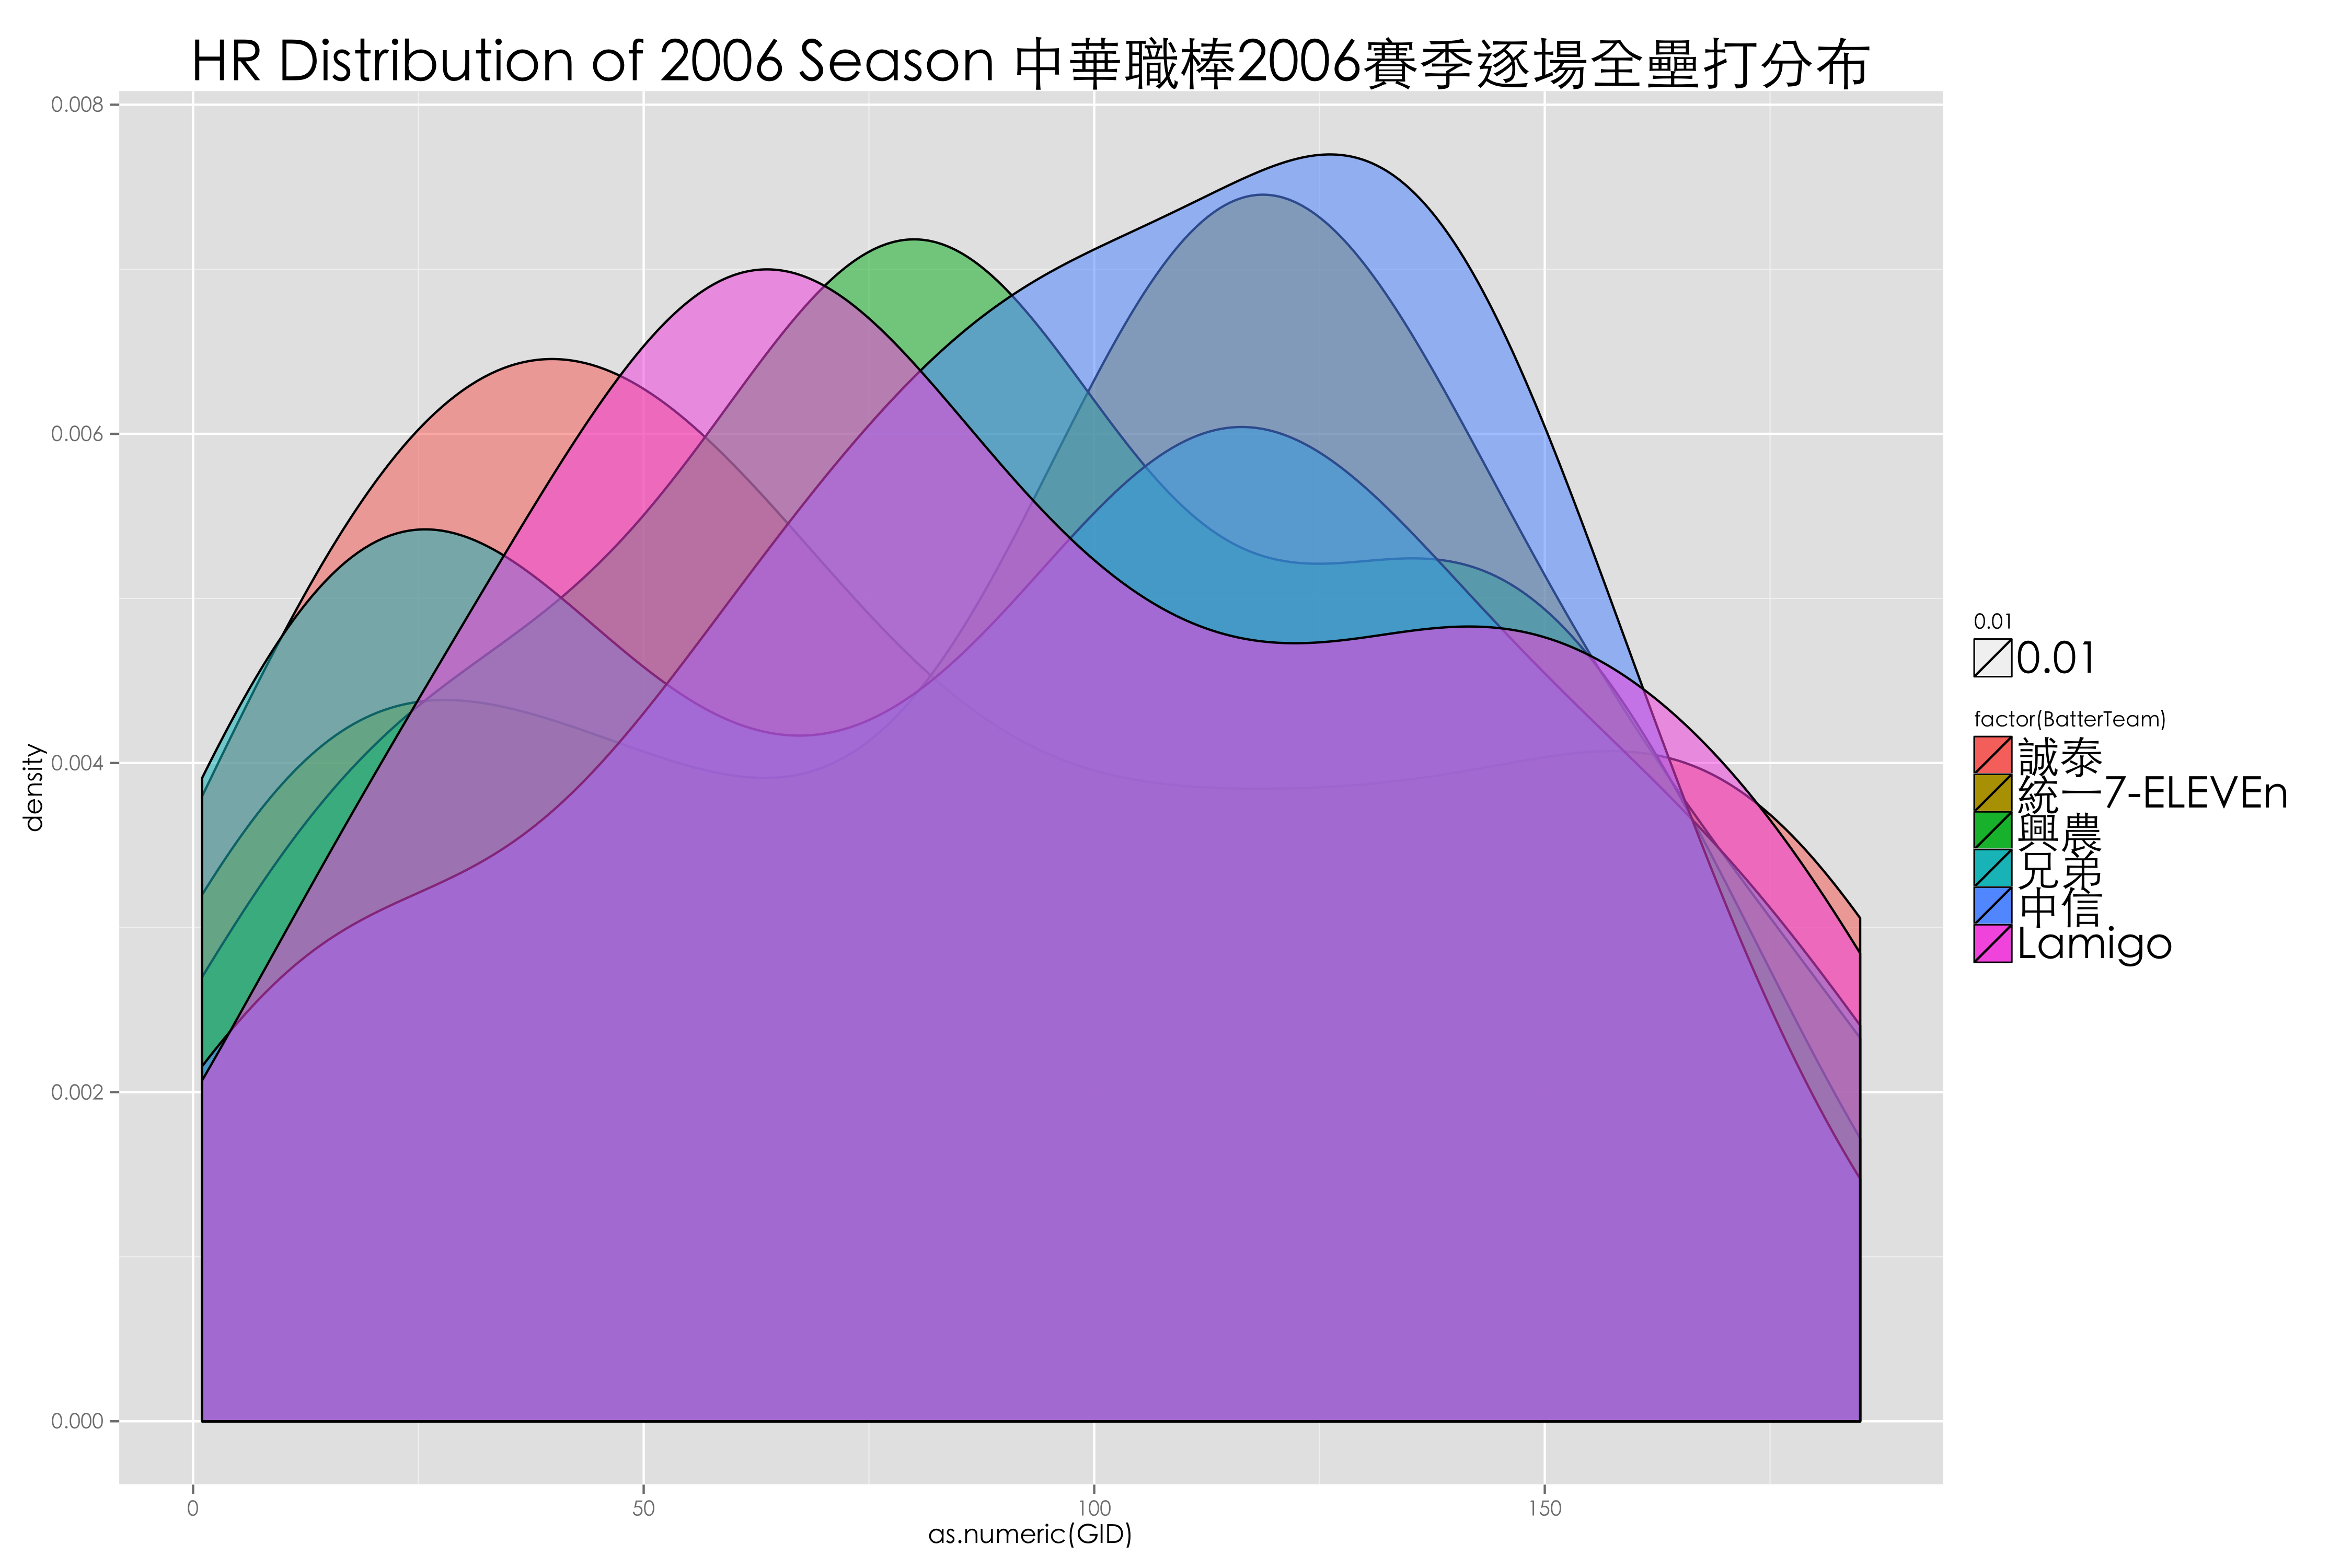 HR Distribution of 2006 Season 中華職棒2006賽季逐場全壘打分布
0.008
0.006
0.004
0.002
0.000
density
0
50
100
150
as.numeric(GID)
0.01
0.01
factor(BatterTeam)
誠泰
統一7-ELEVEn
興農
兄弟
中信
Lamigo